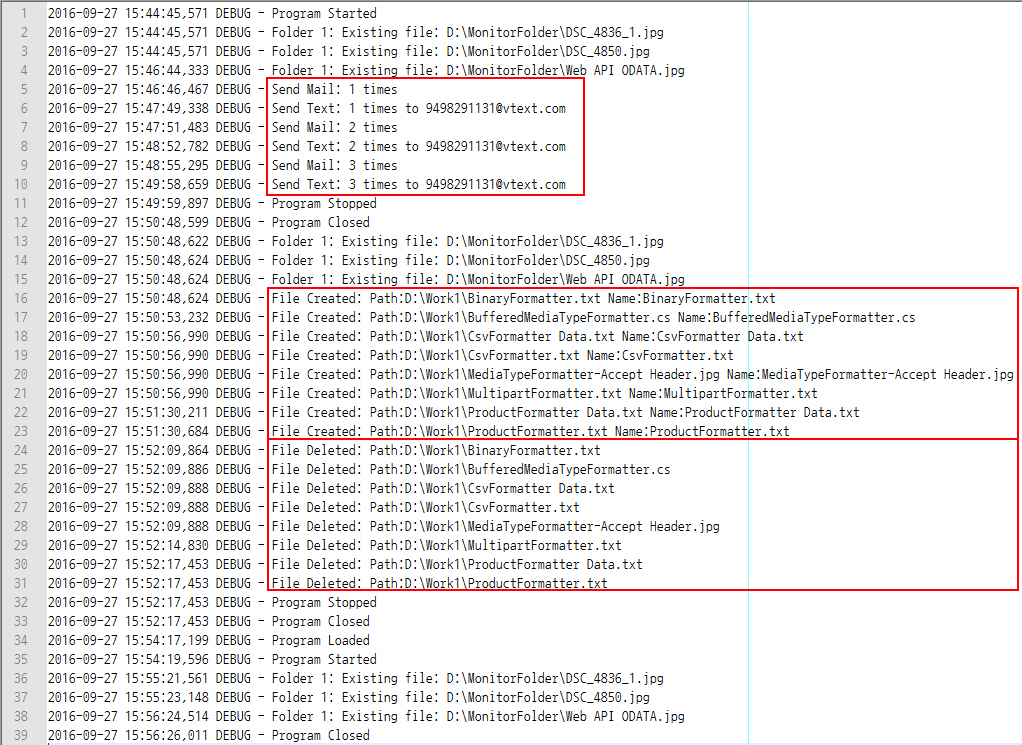 1 2016-09-27 15:44:45,571 DEBUG - Program Started
2 2016-09-27 15:44:45,571 DEBUG - Folder 1: Existing file: D:\MonitorFolder\DSC_4836_1.jpg
3 2016-09-27 15:44:45,571 DEBUG - Folder 1: Existing file: D:\MonitorFolder\DSC_4850.jpg
4 2016-09-27 15:46:44,333 DEBUG - Folder 1: Existing file: D:\MonitorFolder\Web API ODATA.jpg
5 2016-09-27 15:46:46,467 DEBUG - Send Mail: 1 times
6 2016-09-27 15:47:49,338 DEBUG - Send Text: 1 times to 9498291131@vtext.com
7 2016-09-27 15:47:51,483 DEBUG - Send Mail: 2 times
8 2016-09-27 15:48:52,782 DEBUG - Send Text: 2 times to 9498291131@vtext.com
9 2016-09-27 15:48:55,295 DEBUG - Send Mail: 3 times
10 2016-09-27 15:49:58,659 DEBUG - Send Text: 3 times to 9498291131@vtext.com
11 2016-09-27 15:49:59,897 DEBUG - Program Stopped
12 2016-09-27 15:50:48,599 DEBUG - Program Closed
13 2016-09-27 15:50:48,622 DEBUG - Folder 1: Existing file: D:\MonitorFolder\DSC_4836_1.jpg
14 2016-09-27 15:50:48,624 DEBUG - Folder 1: Existing file: D:\MonitorFolder\DSC_4850.jpg
15 2016-09-27 15:50:48,624 DEBUG - Folder 1: Existing file: D:\MonitorFolder\Web API ODATA.jpg
16 2016-09-27 15:50:48,624 DEBUG - File Created: Path:D:\Work1\BinaryFormatter.txt Name:BinaryFormatter.txt
17 2016-09-27 15:50:53,232 DEBUG - File Created: Path:D:\Work1\BufferedMediaTypeFormatter.cs Name:BufferedMediaTypeFormatter.cs
18 2016-09-27 15:50:56,990 DEBUG - File Created: Path:D:\Work1\CsvFormatter Data.txt Name:CsvFormatter Data.txt
19 2016-09-27 15:50:56,990 DEBUG - File Created: Path:D:\Work1\CsvFormatter.txt Name:CsvFormatter.txt
20 2016-09-27 15:50:56,990 DEBUG - File Created: Path:D:\Work1\MediaTypeFormatter-Accept Header.jpg Name:MediaTypeFormatter-Accept Header.jpg
21 2016-09-27 15:50:56,990 DEBUG - File Created: Path:D:\Work1\MultipartFormatter.txt Name:MultipartFormatter.txt
22 2016-09-27 15:51:30,211 DEBUG - File Created: Path:D:\Work1\ProductFormatter Data.txt Name:ProductFormatter Data.txt
23 2016-09-27 15:51:30,684 DEBUG - File Created: Path:D:\Work1\ProductFormatter.txt Name:ProductFormatter.txt
24 2016-09-27 15:52:09,864 DEBUG - File Deleted: Path:D:\Work1\BinaryFormatter.txt
25 2016-09-27 15:52:09,886 DEBUG - File Deleted: Path:D:\Work1\BufferedMediaTypeFormatter.cs
26 2016-09-27 15:52:09,888 DEBUG - File Deleted: Path:D:\Work1\CsvFormatter Data.txt
27 2016-09-27 15:52:09,888 DEBUG - File Deleted: Path:D:\Work1\CsvFormatter.txt
28 2016-09-27 15:52:09,888 DEBUG - File Deleted: Path:D:\Work1\MediaTypeFormatter-Accept Header.jpg
29 2016-09-27 15:52:14,830 DEBUG - File Deleted: Path:D:\Work1\MultipartFormatter.txt
30 2016-09-27 15:52:17,453 DEBUG - File Deleted: Path:D:\Work1\ProductFormatter Data.txt
31 2016-09-27 15:52:17,453 DEBUG - File Deleted: Path:D:\Work1\ProductFormatter.txt
32 2016-09-27 15:52:17,453 DEBUG - Program Stopped
33 2016-09-27 15:52:17,453 DEBUG - Program Closed
34 2016-09-27 15:54:17,199 DEBUG - Program Loaded
35 2016-09-27 15:54:19,596 DEBUG - Program Started
36 2016-09-27 15:55:21,561 DEBUG - Folder 1: Existing file: D:\MonitorFolder\DSC_4836_1.jpg
37 2016-09-27 15:55:23,148 DEBUG - Folder 1: Existing file: D:\MonitorFolder\DSC_4850.jpg
38 2016-09-27 15:56:24,514 DEBUG - Folder 1: Existing file: D:\MonitorFolder\Web API ODATA.jpg
39 2016-09-27 15:56:26,011 DEBUG - Program Closed